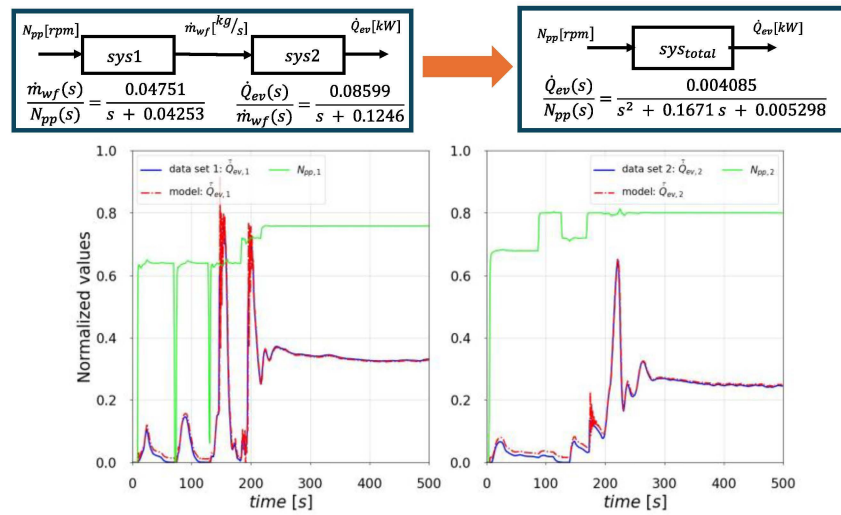 N_pp[rpm] ṁ_wf[kg/s] Q̇_ev[kW]
sys1 sys2
ṁ_wf(s)/N_pp(s) = 0.04751/(s + 0.04253) Q̇_ev(s)/ṁ_wf(s) = 0.08599/(s + 0.1246)
N_pp[rpm] Q̇_ev[kW]
sys_total
Q̇_ev(s)/N_pp(s) = 0.004085/(s² + 0.1671 s + 0.005298)
Normalized values
data set 1: Q̇_ev,1 N_pp,1
model: Q̇_ev,1
1.0
0.8
0.6
0.4
0.2
0.0
0 100 200 300 400 500
time [s]
data set 2: Q̇_ev,2 N_pp,2
model: Q̇_ev,2
1.0
0.8
0.6
0.4
0.2
0.0
0 100 200 300 400 500
time [s]